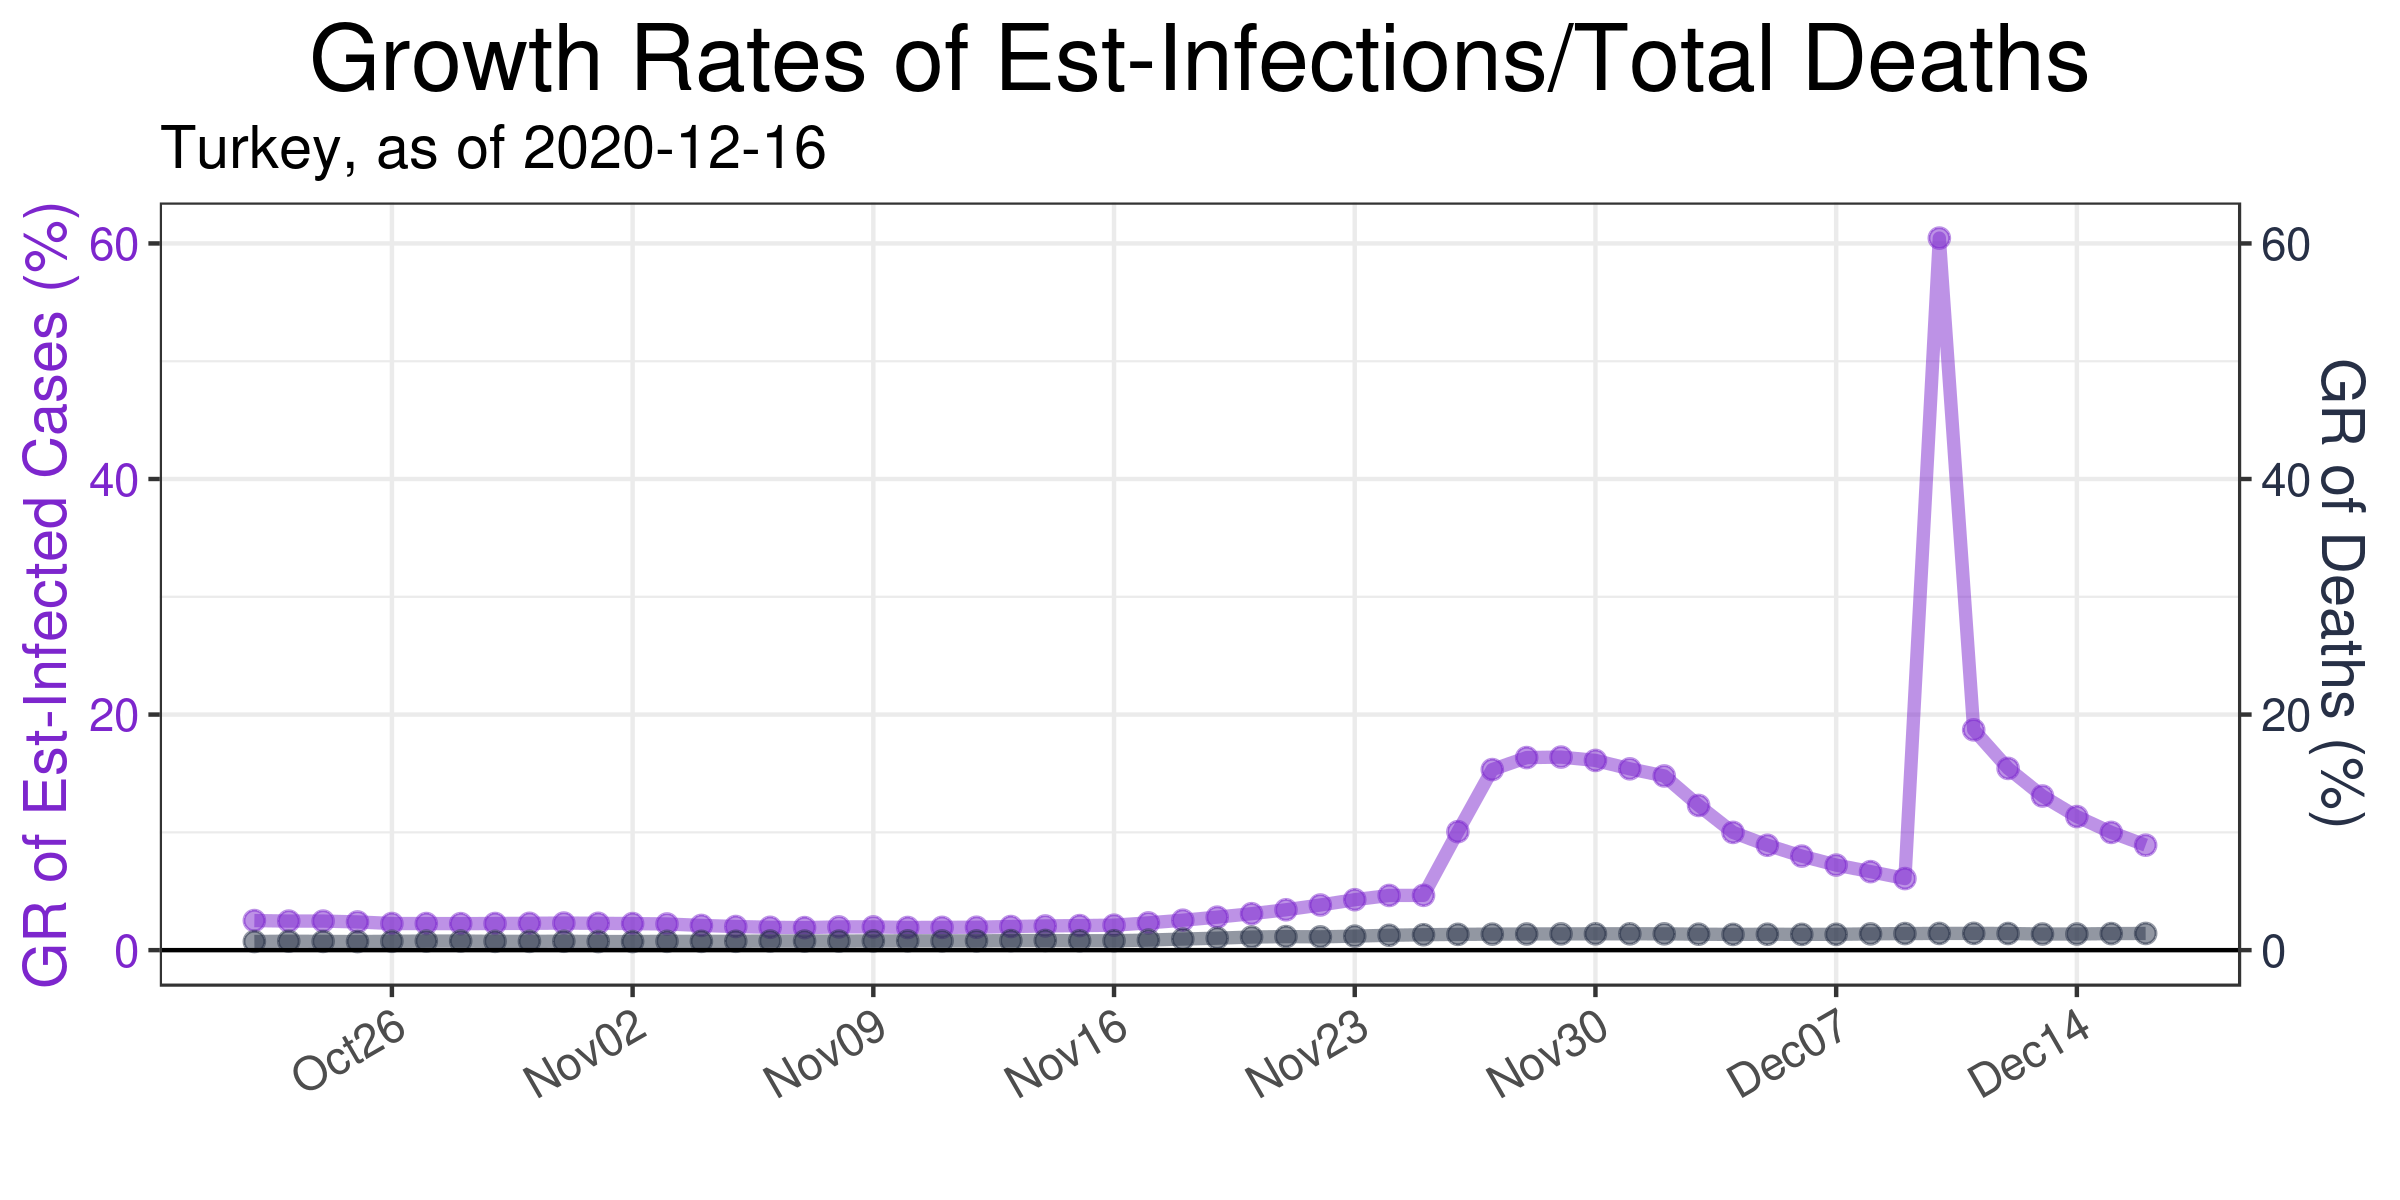 Growth Rates of Est-Infections/Total Deaths
Turkey, as of 2020-12-16
GR of Est-Infected Cases (%)
60
40
20
0
60
40
20
0
GR of Deaths (%)
Oct26
Nov02
Nov09
Nov16
Nov23
Nov30
Dec07
Dec14